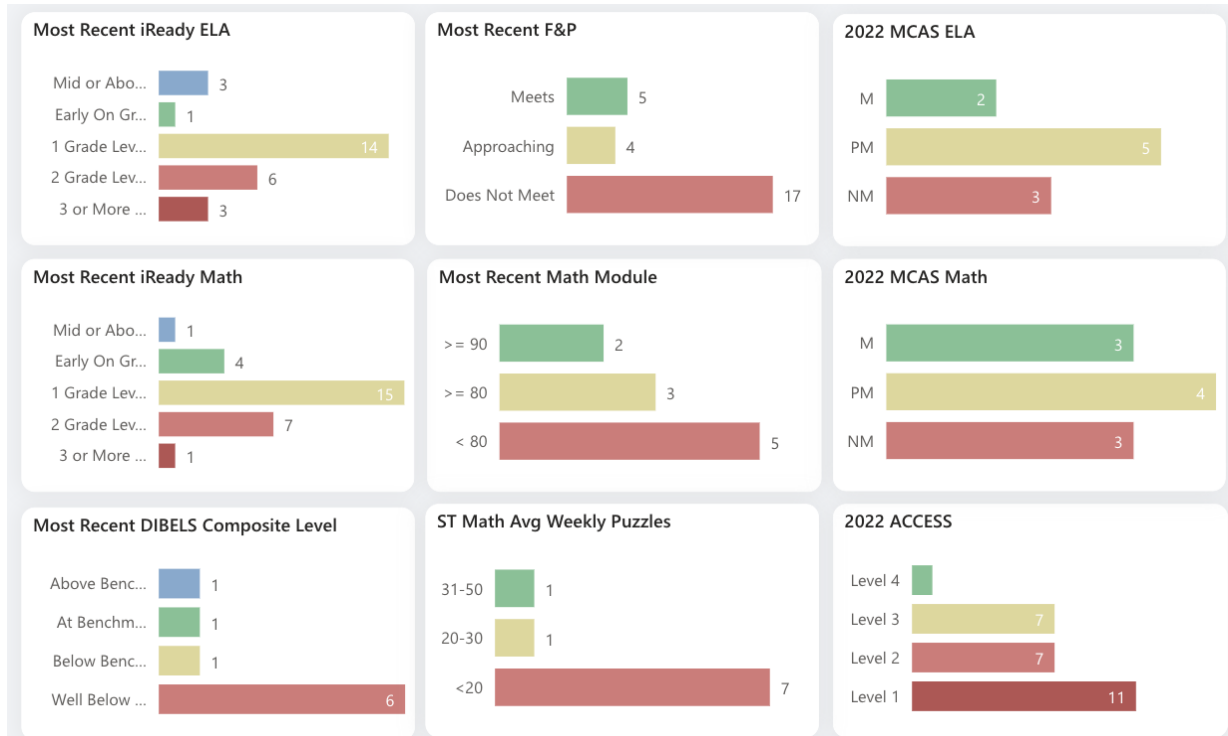 Most Recent iReady ELA
Mid or Abo... 3
Early On Gr... 1
1 Grade Lev... 14
2 Grade Lev... 6
3 or More ... 3
Most Recent F&P
Meets 5
Approaching 4
Does Not Meet 17
2022 MCAS ELA
M 2
PM 5
NM 3
Most Recent iReady Math
Mid or Abo... 1
Early On Gr... 4
1 Grade Lev... 15
2 Grade Lev... 7
3 or More ... 1
Most Recent Math Module
>= 90 2
>= 80 3
< 80 5
2022 MCAS Math
M 3
PM 4
NM 3
Most Recent DIBELS Composite Level
Above Benc... 1
At Benchm... 1
Below Benc... 1
Well Below ... 6
ST Math Avg Weekly Puzzles
31-50 1
20-30 1
<20 7
2022 ACCESS
Level 4
Level 3 7
Level 2 7
Level 1 11